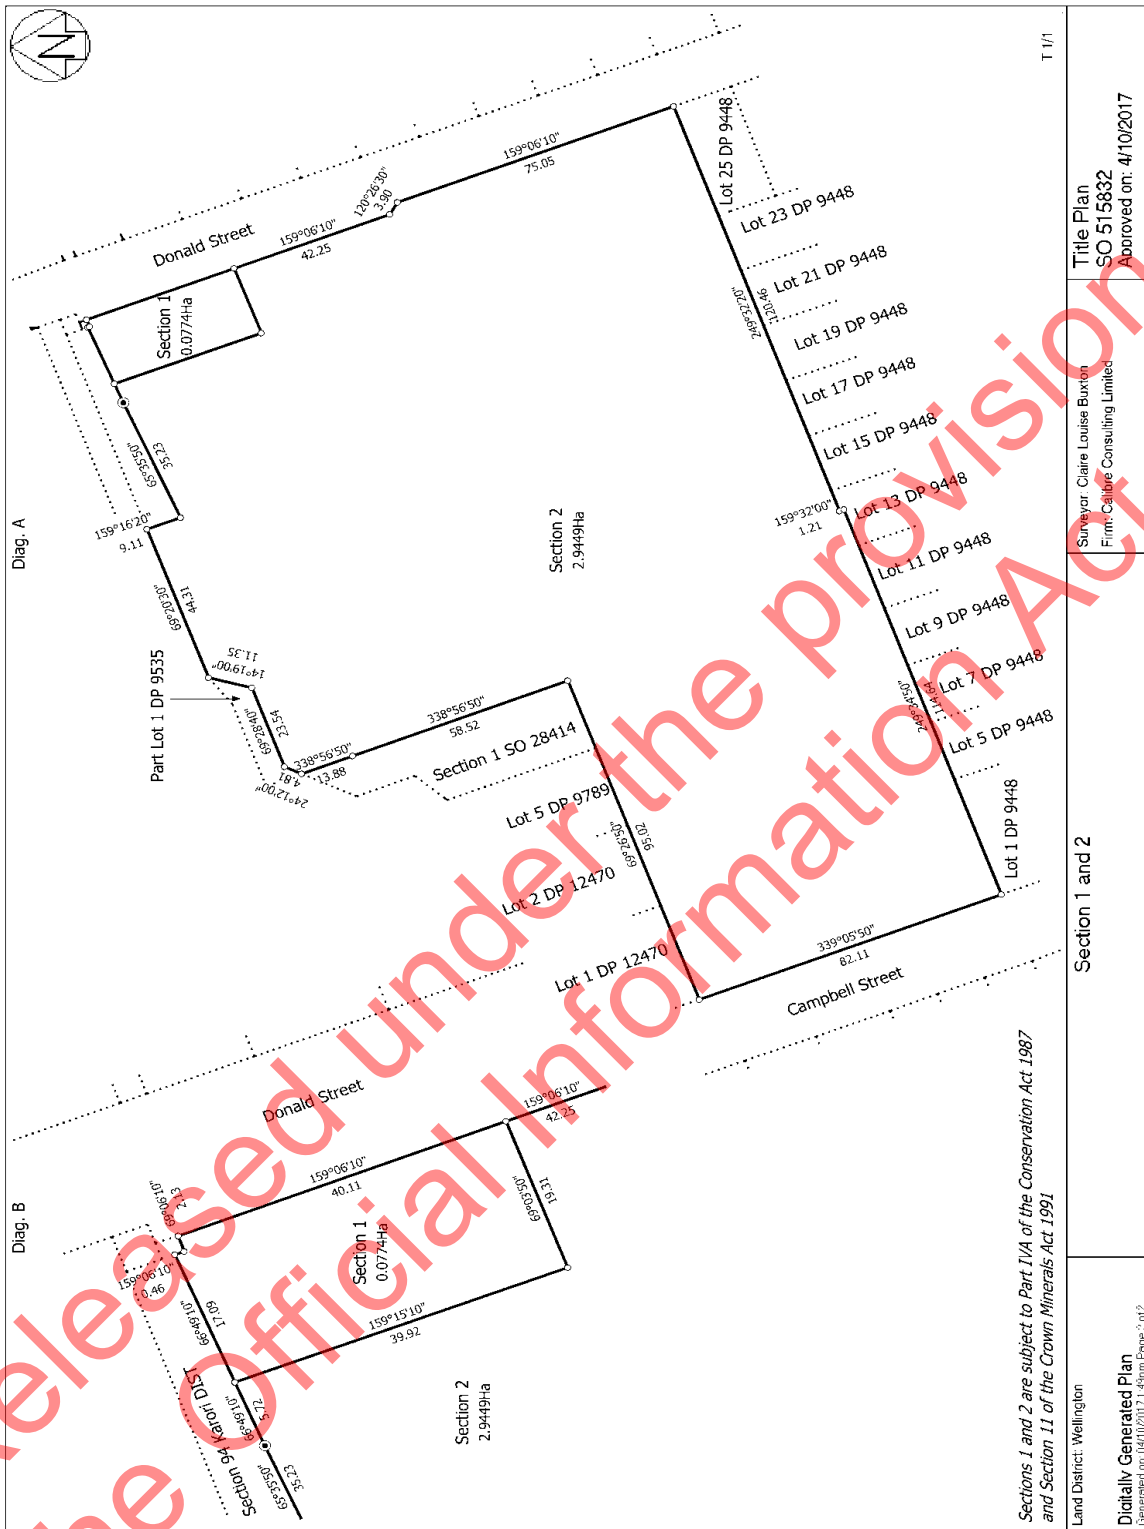 N
Diag. A
Donald Street
Section 1
0.0774Ha
159°06'10"
42.25
120°26'30"
3.90
159°06'10"
75.05
65°35'50"
35.23
159°16'20"
9.11
69°20'30"
44.31
14°19'00"
11.35
Part Lot 1 DP 9535
69°28'40"
23.54
24°12'00"
4.81
338°56'50"
13.88
338°56'50"
58.52
Section 2
2.9449Ha
Section 1 SO 28414
Lot 5 DP 9789
Lot 2 DP 12470
Lot 1 DP 12470
69°26'50"
95.02
Campbell Street
339°05'50"
82.11
249°32'20"
120.46
159°32'00"
1.21
249°34'50"
114.64
Lot 25 DP 9448
Lot 23 DP 9448
Lot 21 DP 9448
Lot 19 DP 9448
Lot 17 DP 9448
Lot 15 DP 9448
Lot 13 DP 9448
Lot 11 DP 9448
Lot 9 DP 9448
Lot 7 DP 9448
Lot 5 DP 9448
Lot 1 DP 9448
Diag. B
Donald Street
69°06'10"
2.13
159°06'10"
0.46
159°06'10"
40.11
159°06'10"
42.25
66°49'10"
17.09
Section 1
0.0774Ha
69°03'50"
19.31
159°15'10"
39.92
66°49'10"
5.72
65°35'50"
35.23
Section 94 Karori DIST
Section 2
2.9449Ha
Sections 1 and 2 are subject to Part IVA of the Conservation Act 1987
and Section 11 of the Crown Minerals Act 1991
T 1/1
Land District: Wellington
Digitally Generated Plan
Generated on: 04/10/2017 1:49pm Page 2 of 2
Section 1 and 2
Surveyor: Claire Louise Buxton
Firm: Calibre Consulting Limited
Title Plan
SO 515832
Approved on: 4/10/2017
Released under the provision
the Official Information Act